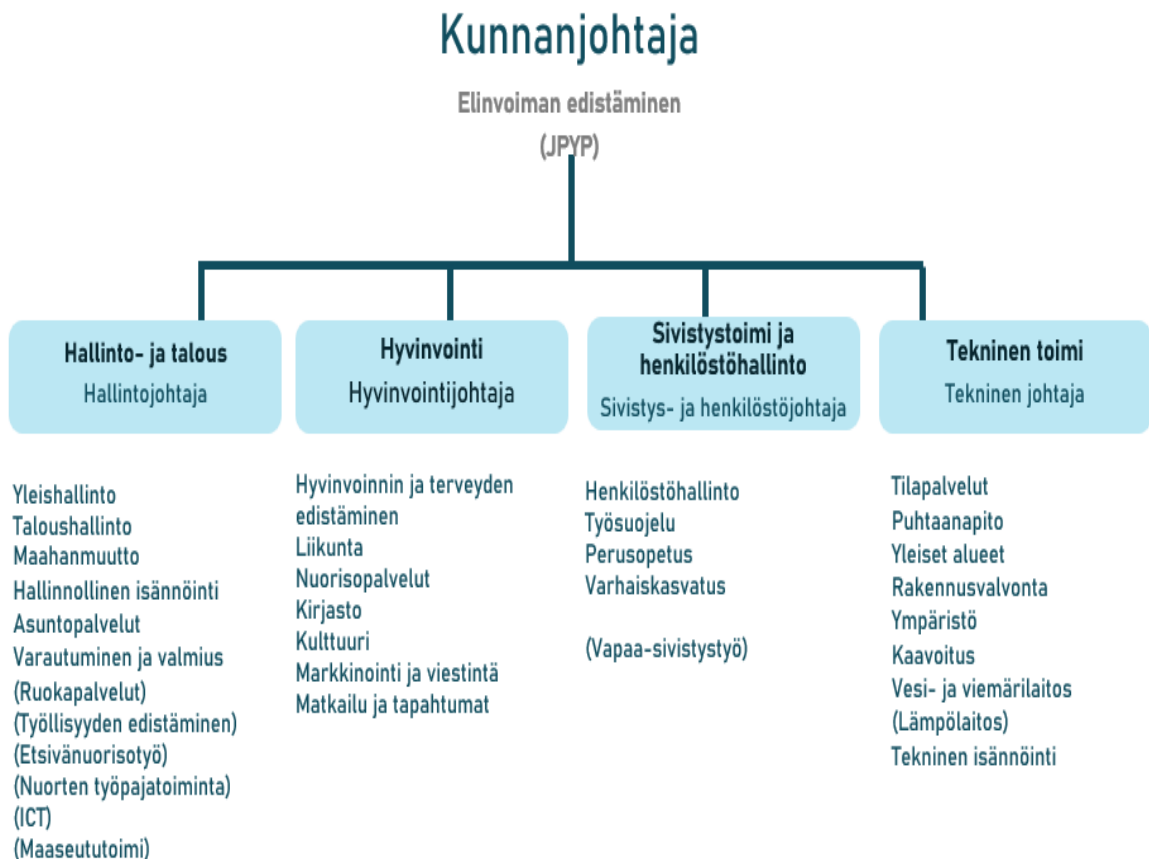 Kunnanjohtaja
Elinvoiman edistäminen
(JPYP)
Hallinto- ja talous
Hallintojohtaja
Hyvinvointi
Hyvinvointijohtaja
Sivistystoimi ja
henkilöstöhallinto
Sivistys- ja henkilöstöjohtaja
Tekninen toimi
Tekninen johtaja
Yleishallinto
Taloushallinto
Maahanmuutto
Hallinnollinen isännöinti
Asuntopalvelut
Varautuminen ja valmius
(Ruokapalvelut)
(Työllisyyden edistäminen)
(Etsivänuorisotyö)
(Nuorten työpajatoiminta)
(ICT)
(Maaseututoimi)
Hyvinvoinnin ja terveyden
edistäminen
Liikunta
Nuorisopalvelut
Kirjasto
Kulttuuri
Markkinointi ja viestintä
Matkailu ja tapahtumat
Henkilöstöhallinto
Työsuojelu
Perusopetus
Varhaiskasvatus
(Vapaa-sivistystyö)
Tilapalvelut
Puhtaanapito
Yleiset alueet
Rakennusvalvonta
Ympäristö
Kaavoitus
Vesi- ja viemärilaitos
(Lämpölaitos)
Tekninen isännöinti